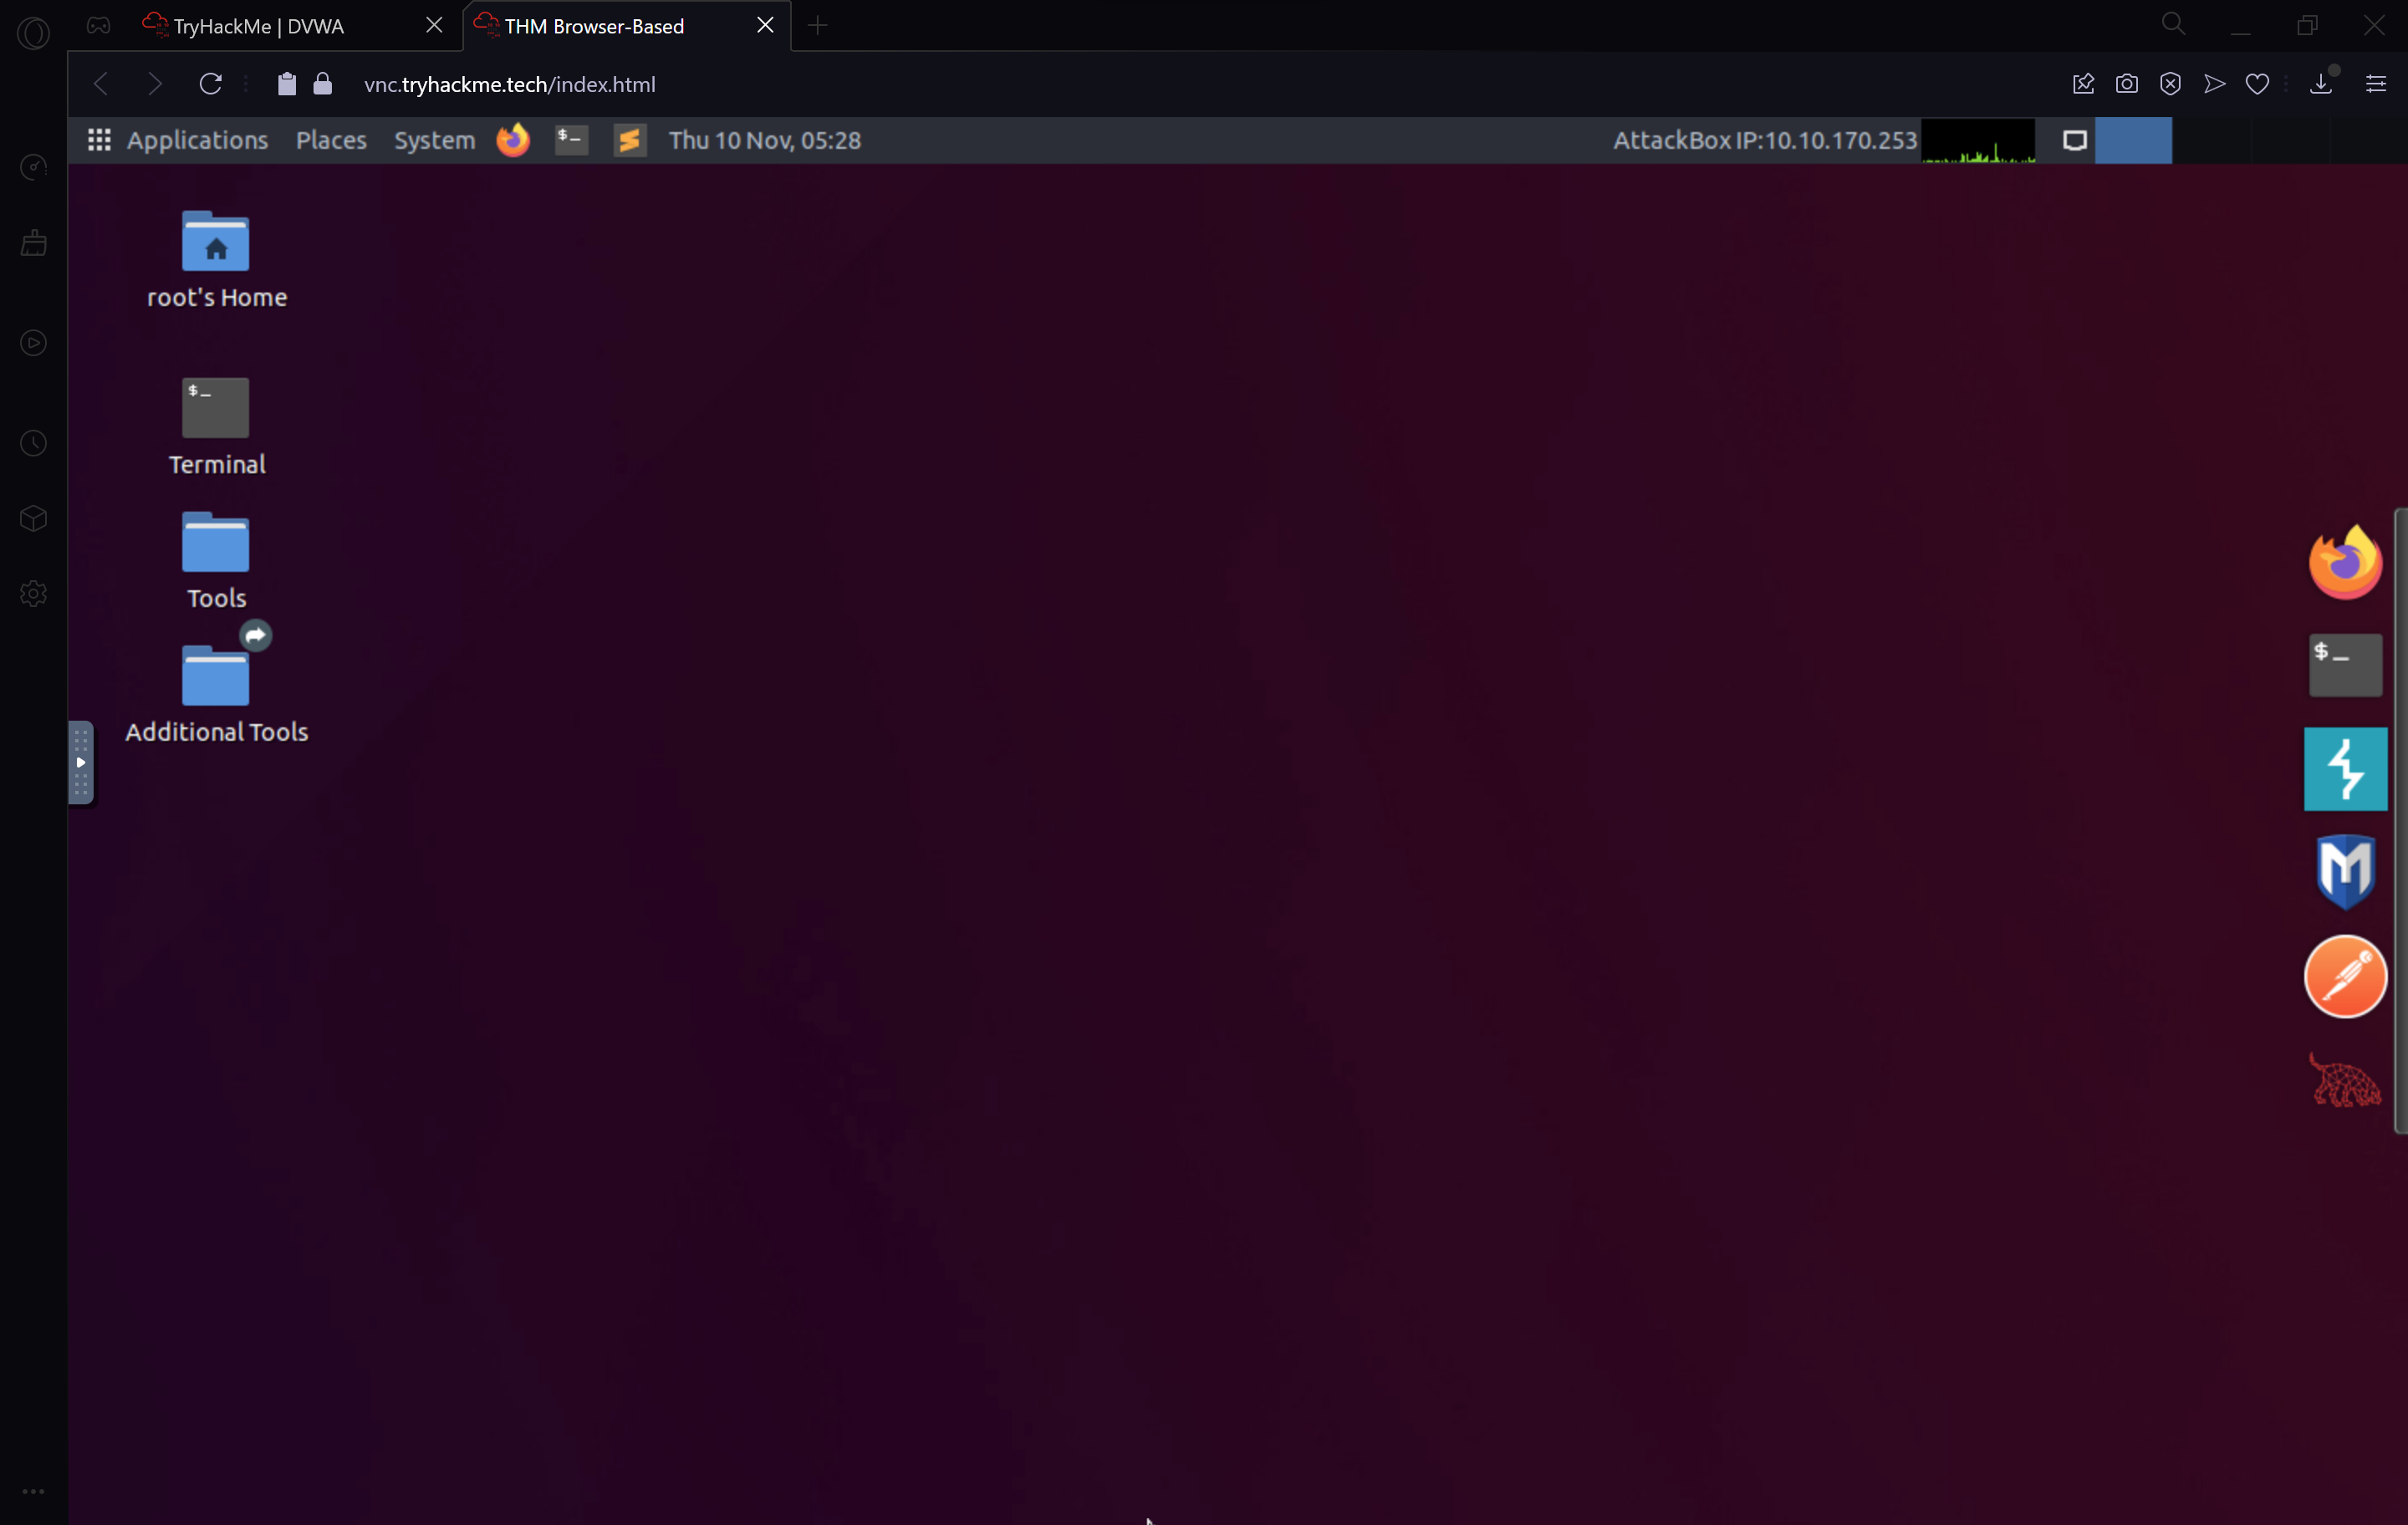 TryHackMe | DVWA
THM Browser-Based
vnc.tryhackme.tech/index.html
Applications Places System $_ Thu 10 Nov, 05:28 AttackBox IP:10.10.170.253
root's Home
$_
Terminal
Tools
Additional Tools
$_